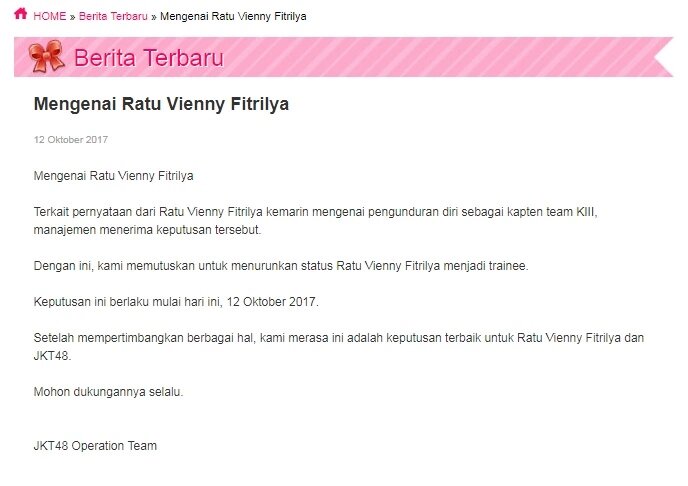 HOME » Berita Terbaru » Mengenai Ratu Vienny Fitrilya
Berita Terbaru
Mengenai Ratu Vienny Fitrilya
12 Oktober 2017
Mengenai Ratu Vienny Fitrilya
Terkait pernyataan dari Ratu Vienny Fitrilya kemarin mengenai pengunduran diri sebagai kapten team KIII,
manajemen menerima keputusan tersebut.
Dengan ini, kami memutuskan untuk menurunkan status Ratu Vienny Fitrilya menjadi trainee.
Keputusan ini berlaku mulai hari ini, 12 Oktober 2017.
Setelah mempertimbangkan berbagai hal, kami merasa ini adalah keputusan terbaik untuk Ratu Vienny Fitrilya dan
JKT48.
Mohon dukungannya selalu.
JKT48 Operation Team